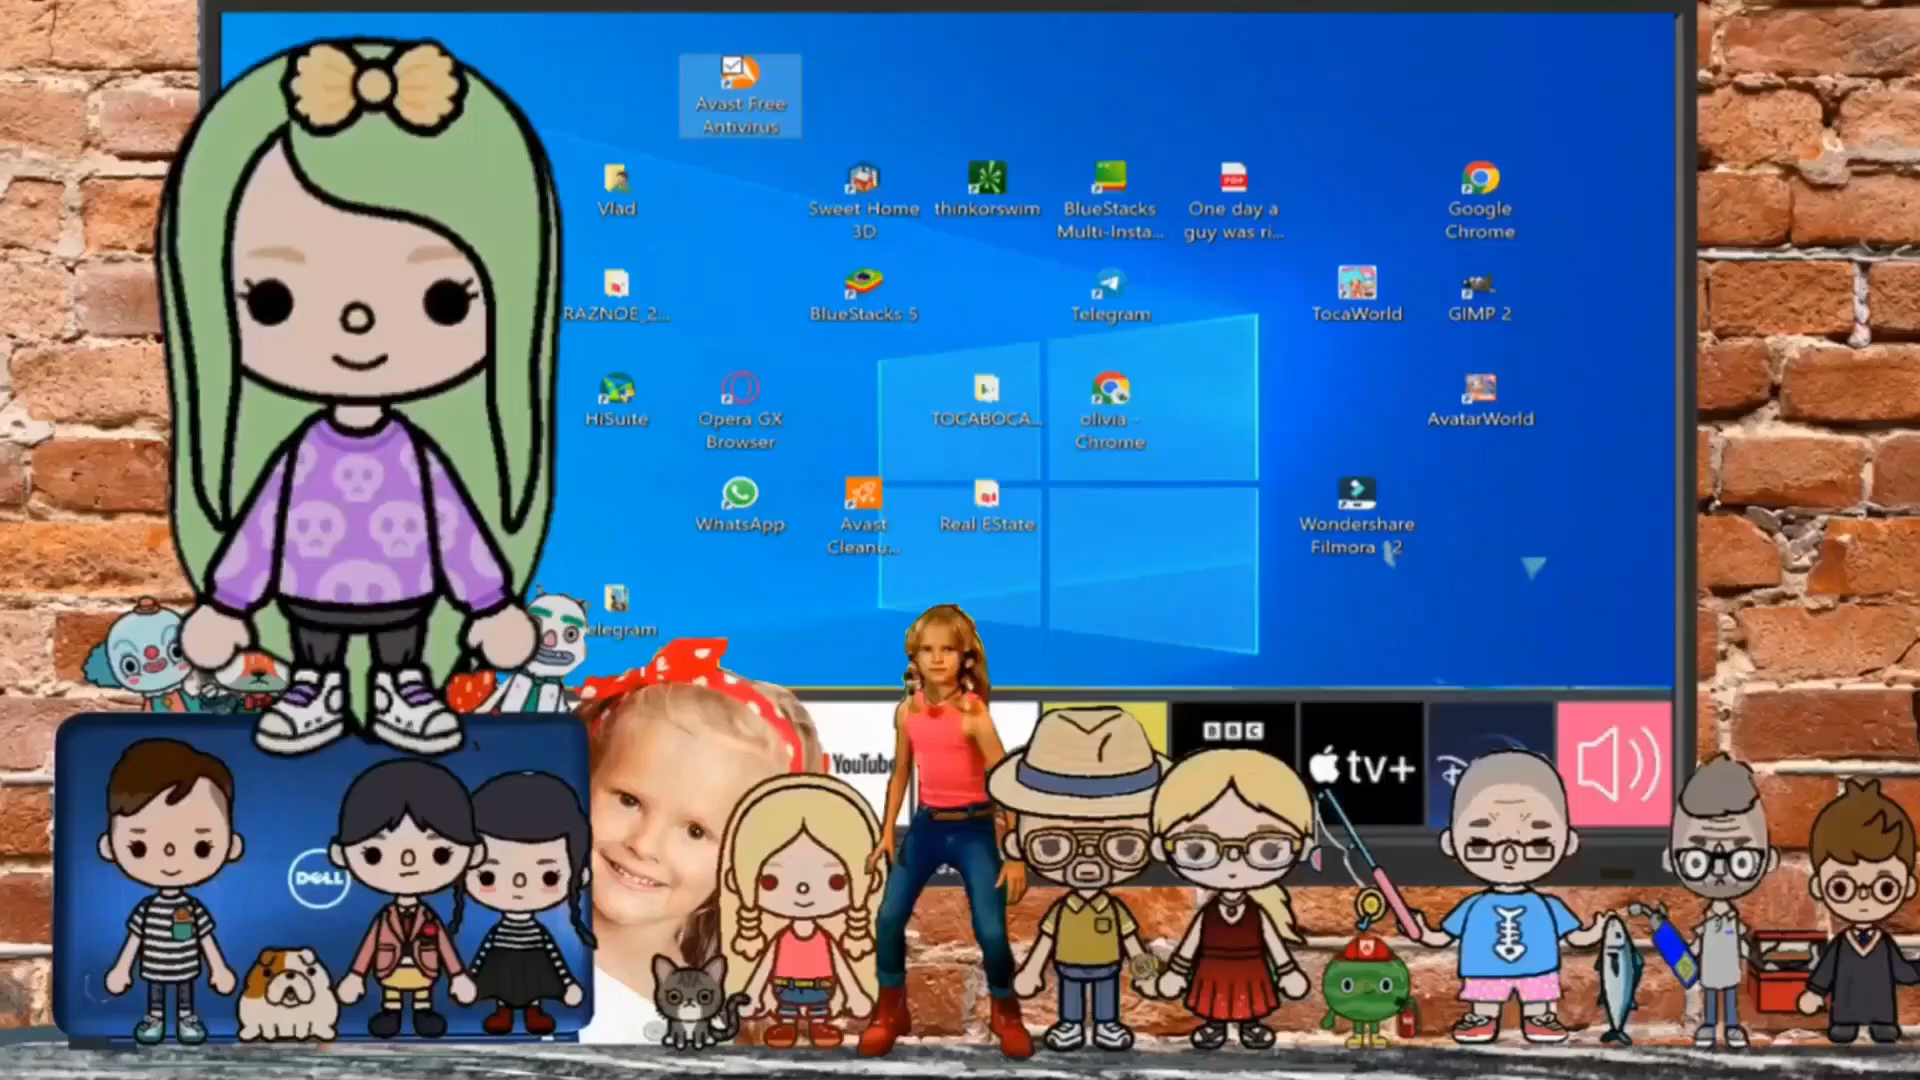 Avast Free
Antivirus
Vlad
Sweet Home
3D
thinkorswim
BlueStacks
Multi-Insta...
One day a
guy was ri...
Google
Chrome
RAZNOE_2...
BlueStacks 5
Telegram
TocaWorld
GIMP 2
HiSuite
Opera GX
Browser
TOCABOCA...
olivia -
Chrome
AvatarWorld
WhatsApp
Avast
Cleanu...
Real EState
Wondershare
Filmora 12
elegram
PDF
YouTube
BBC
tv+
DELL